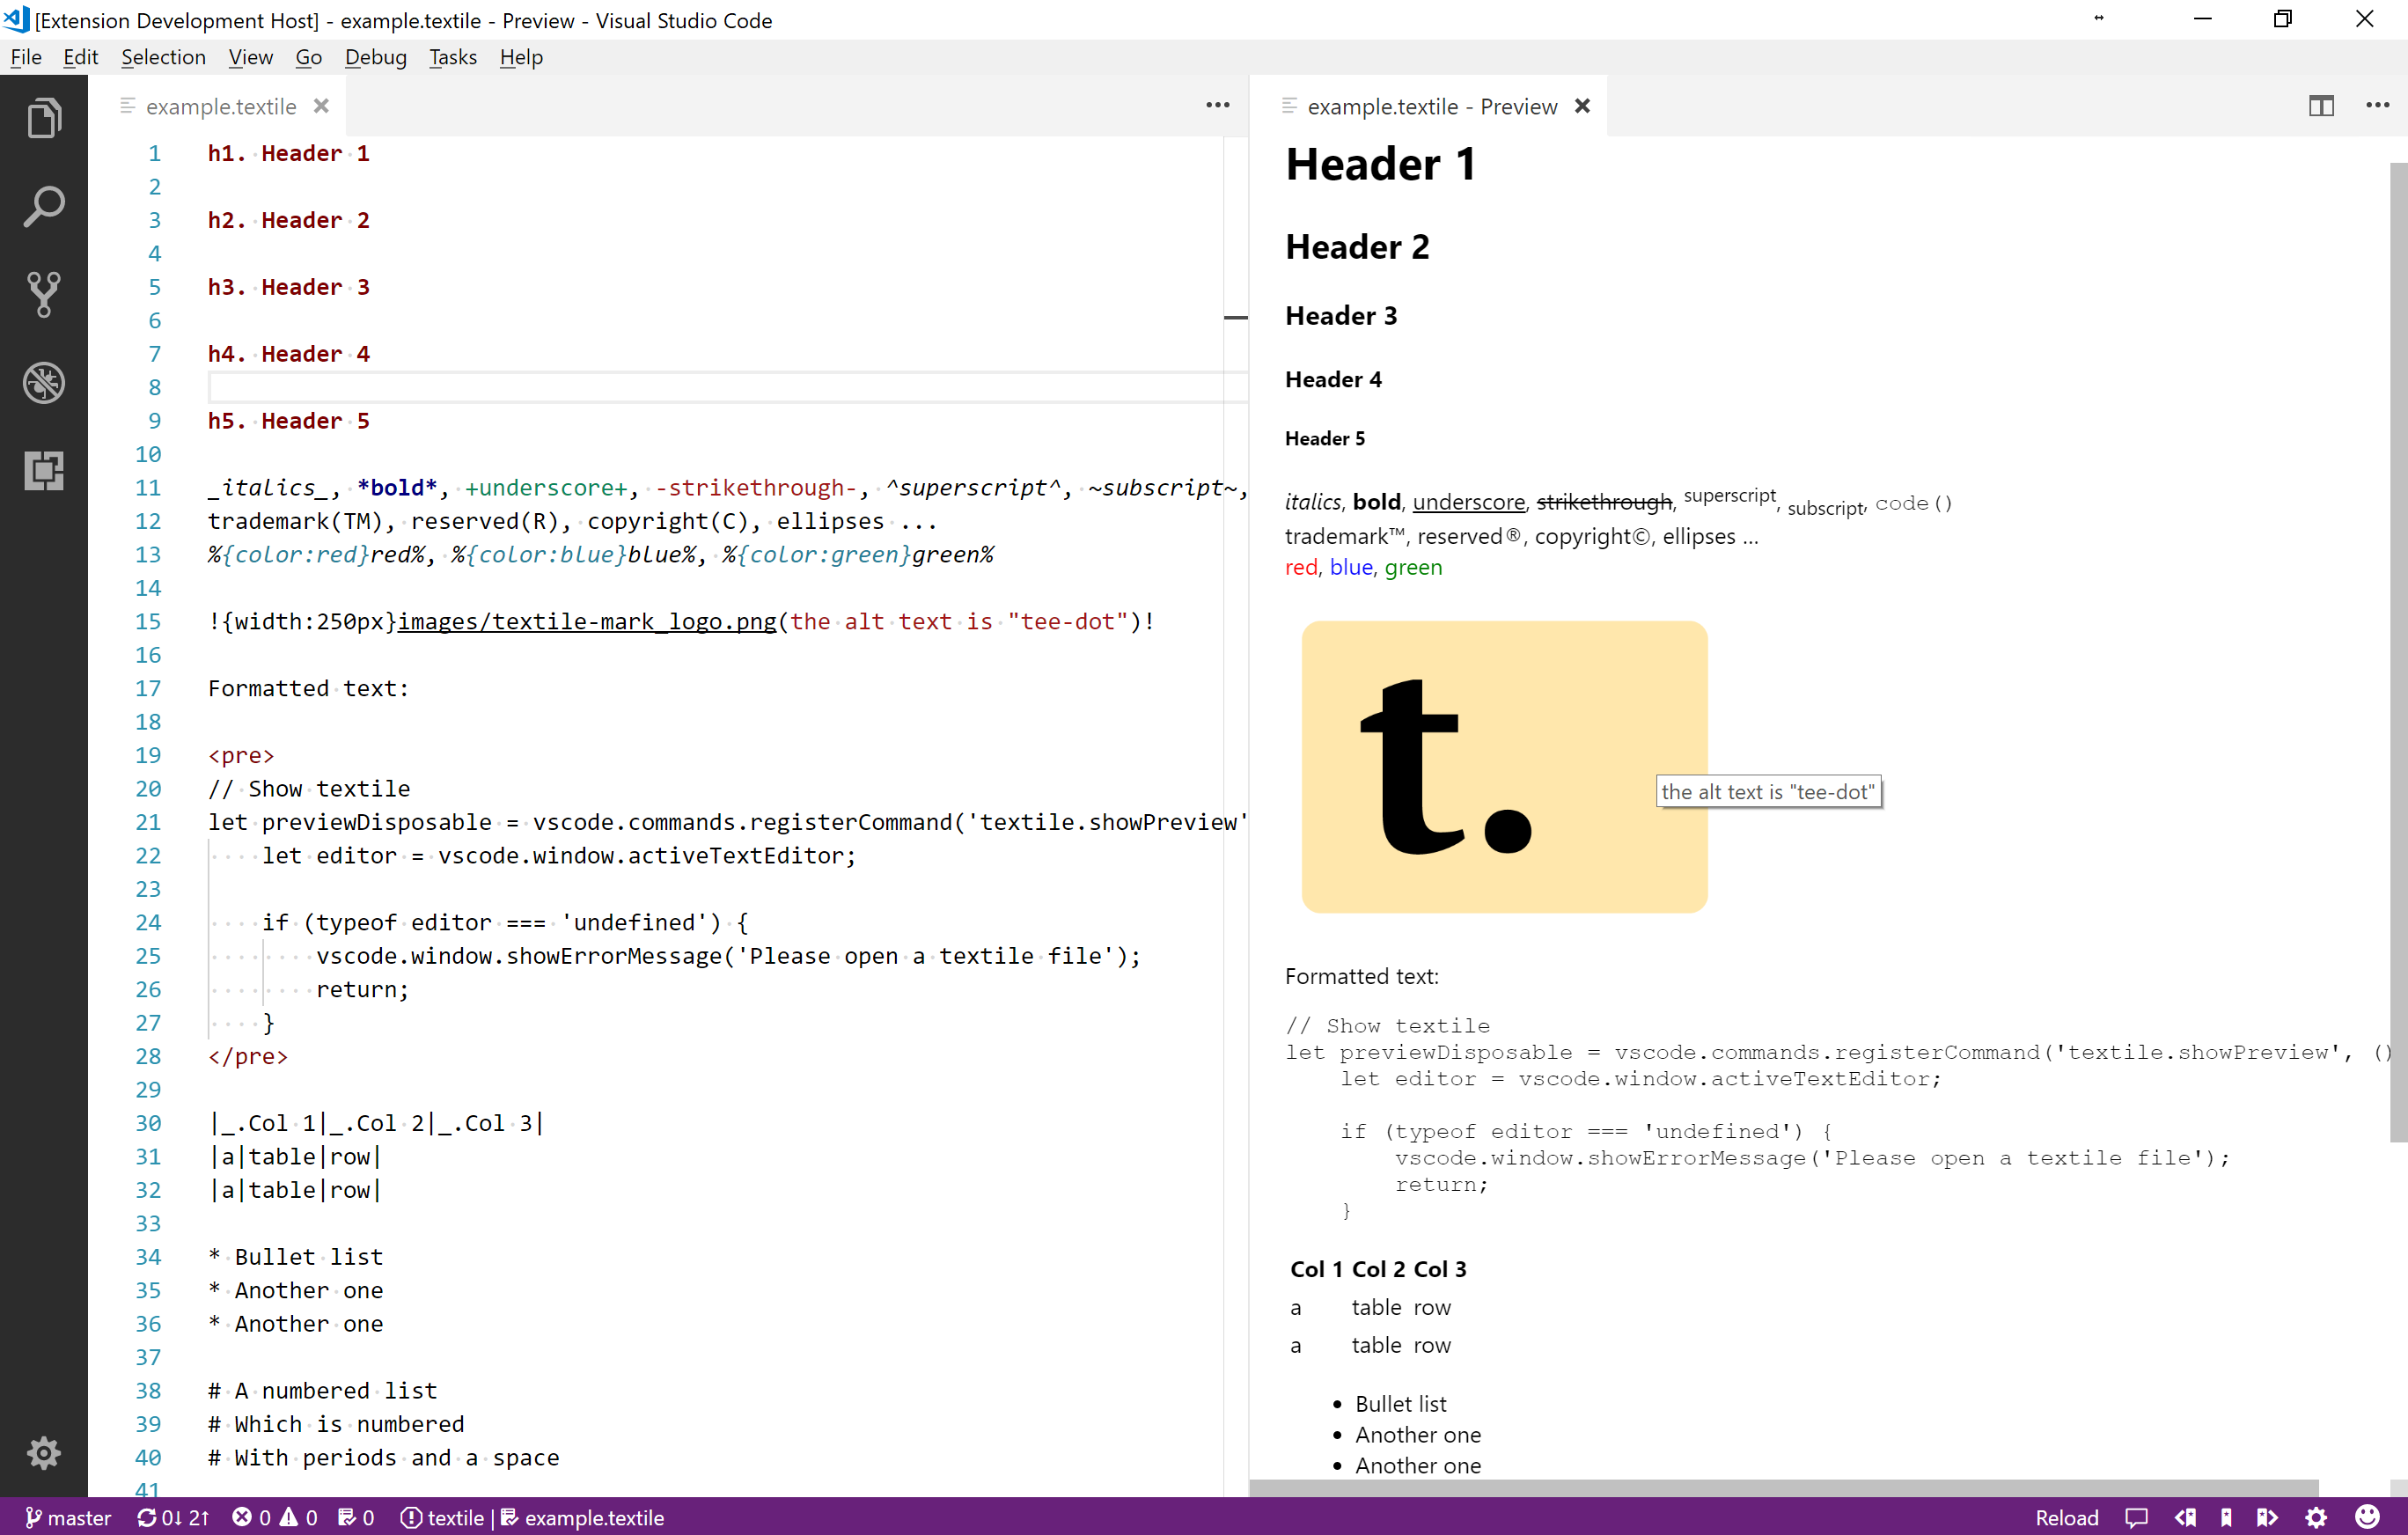 [Extension Development Host] - example.textile - Preview - Visual Studio Code
File Edit Selection View Go Debug Tasks Help
example.textile
1 h1. Header 1
2
3 h2. Header 2
4
5 h3. Header 3
6
7 h4. Header 4
8
9 h5. Header 5
10
11 _italics_, *bold*, +underscore+, -strikethrough-, ^superscript^, ~subscript~,
12 trademark(TM), reserved(R), copyright(C), ellipses ...
13 %{color:red}red%, %{color:blue}blue%, %{color:green}green%
14
15 !{width:250px}images/textile-mark_logo.png(the alt text is "tee-dot")!
16
17 Formatted text:
18
19 <pre>
20 // Show textile
21 let previewDisposable = vscode.commands.registerCommand('textile.showPreview'
22     let editor = vscode.window.activeTextEditor;
23
24     if (typeof editor === 'undefined') {
25         vscode.window.showErrorMessage('Please open a textile file');
26         return;
27     }
28 </pre>
29
30 |_.Col 1|_.Col 2|_.Col 3|
31 |a|table|row|
32 |a|table|row|
33
34 * Bullet list
35 * Another one
36 * Another one
37
38 # A numbered list
39 # Which is numbered
40 # With periods and a space
41
example.textile - Preview
Header 1
Header 2
Header 3
Header 4
Header 5
italics, bold, underscore, strikethrough, superscript, subscript, code()
trademark™, reserved®, copyright©, ellipses …
red, blue, green
t.
the alt text is "tee-dot"
Formatted text:
// Show textile
let previewDisposable = vscode.commands.registerCommand('textile.showPreview', ()
    let editor = vscode.window.activeTextEditor;
    if (typeof editor === 'undefined') {
        vscode.window.showErrorMessage('Please open a textile file');
        return;
    }
Col 1 Col 2 Col 3
a table row
a table row
• Bullet list
• Another one
• Another one
master 0↓ 2↑ 0 0 0 textile | example.textile Reload